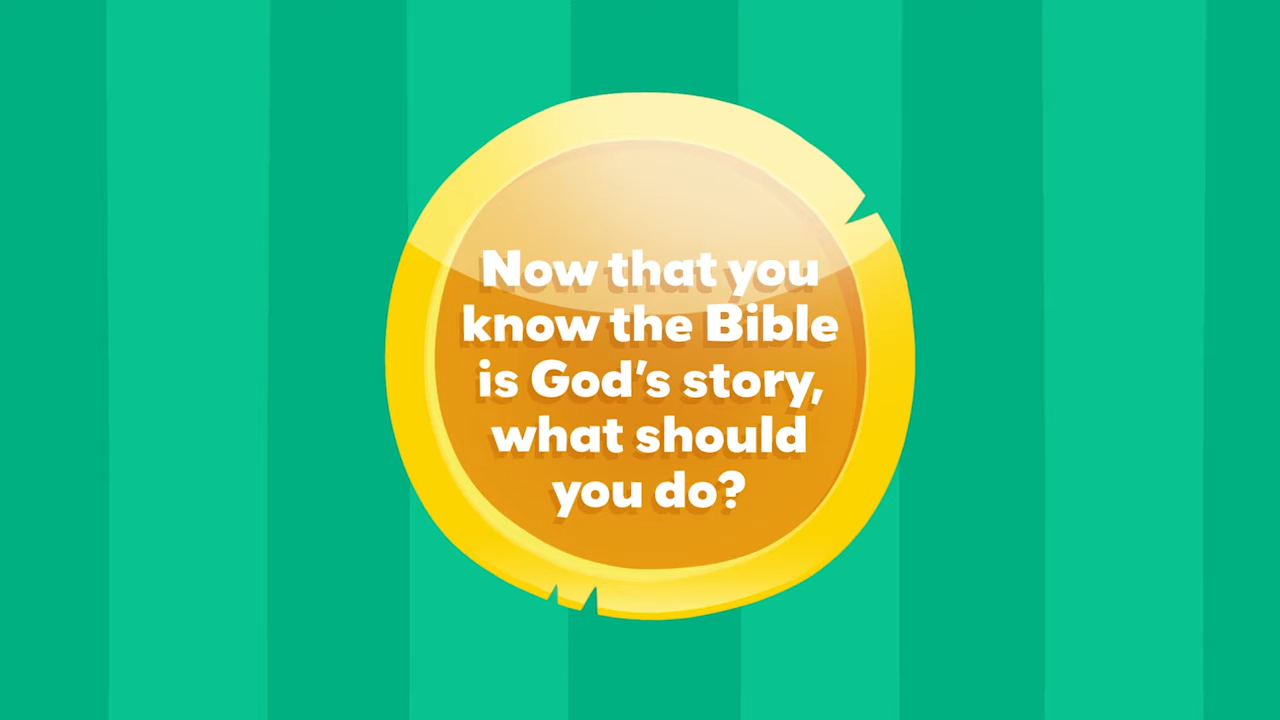 Now that you
know the Bible
is God's story,
what should
you do?